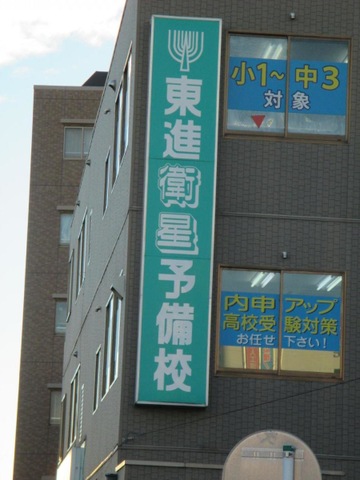 東進衛星予備校
小1～中3
対象
内申アップ
高校受験対策
お任せ下さい！